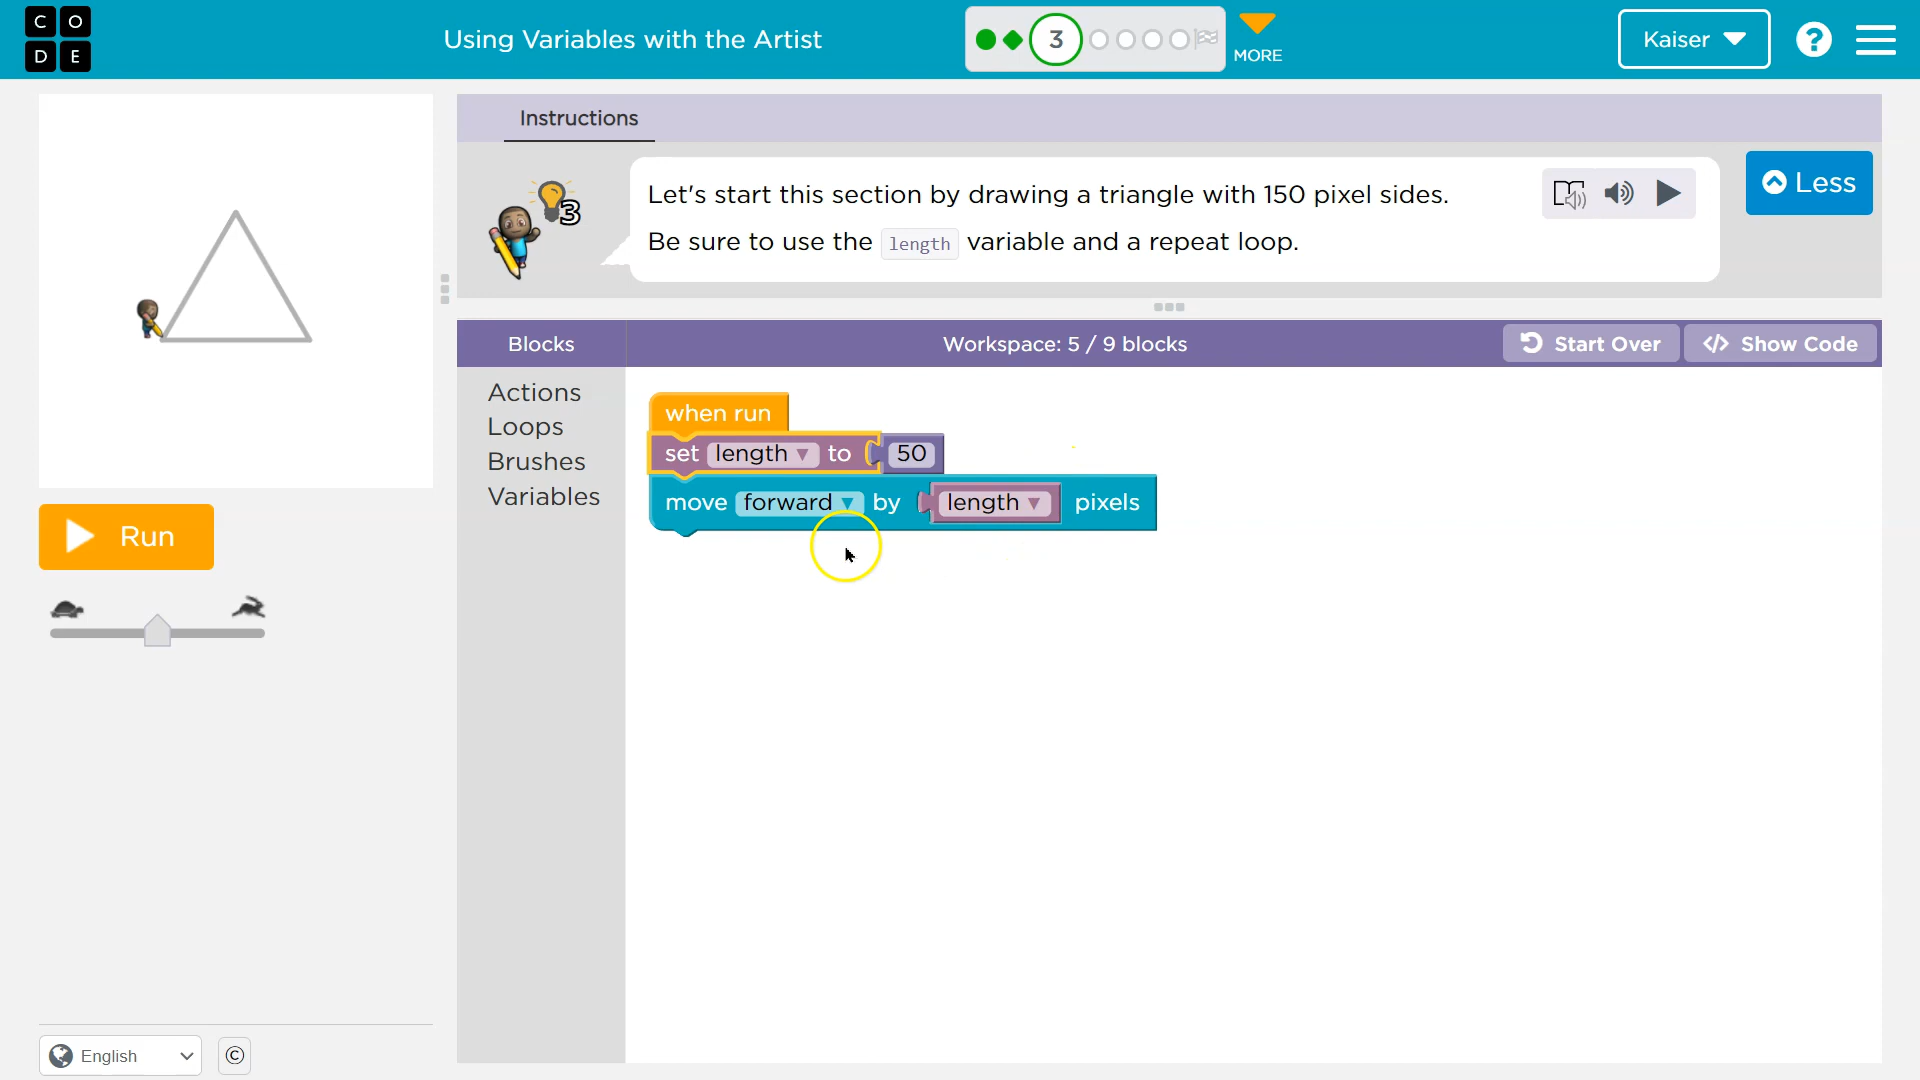 C O
D E
Using Variables with the Artist
3
MORE
Kaiser
?
Instructions
3
Let's start this section by drawing a triangle with 150 pixel sides.
Be sure to use the length variable and a repeat loop.
Less
Blocks
Workspace: 5 / 9 blocks
Start Over
</> Show Code
Actions
Loops
Brushes
Variables
when run
set length to 50
move forward by length pixels
Run
English
©